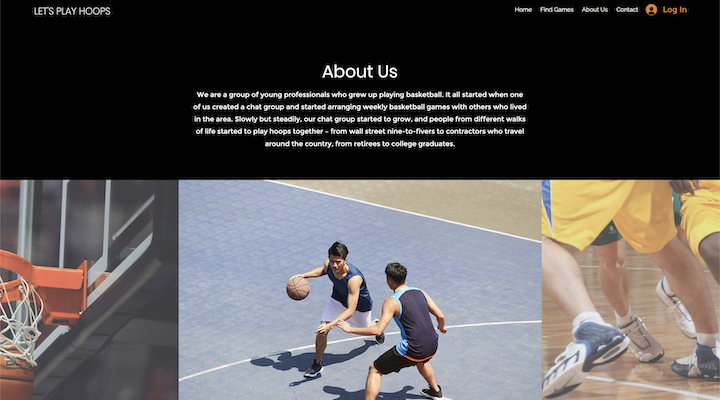 LET'S PLAY HOOPS
Home Find Games About Us Contact Log In
About Us
We are a group of young professionals who grew up playing basketball. It all started when one
of us created a chat group and started arranging weekly basketball games with others who lived
in the area. Slowly but steadily, our chat group started to grow, and people from different walks
of life started to play hoops together – from wall street nine-to-fivers to contractors who travel
around the country, from retirees to college graduates.